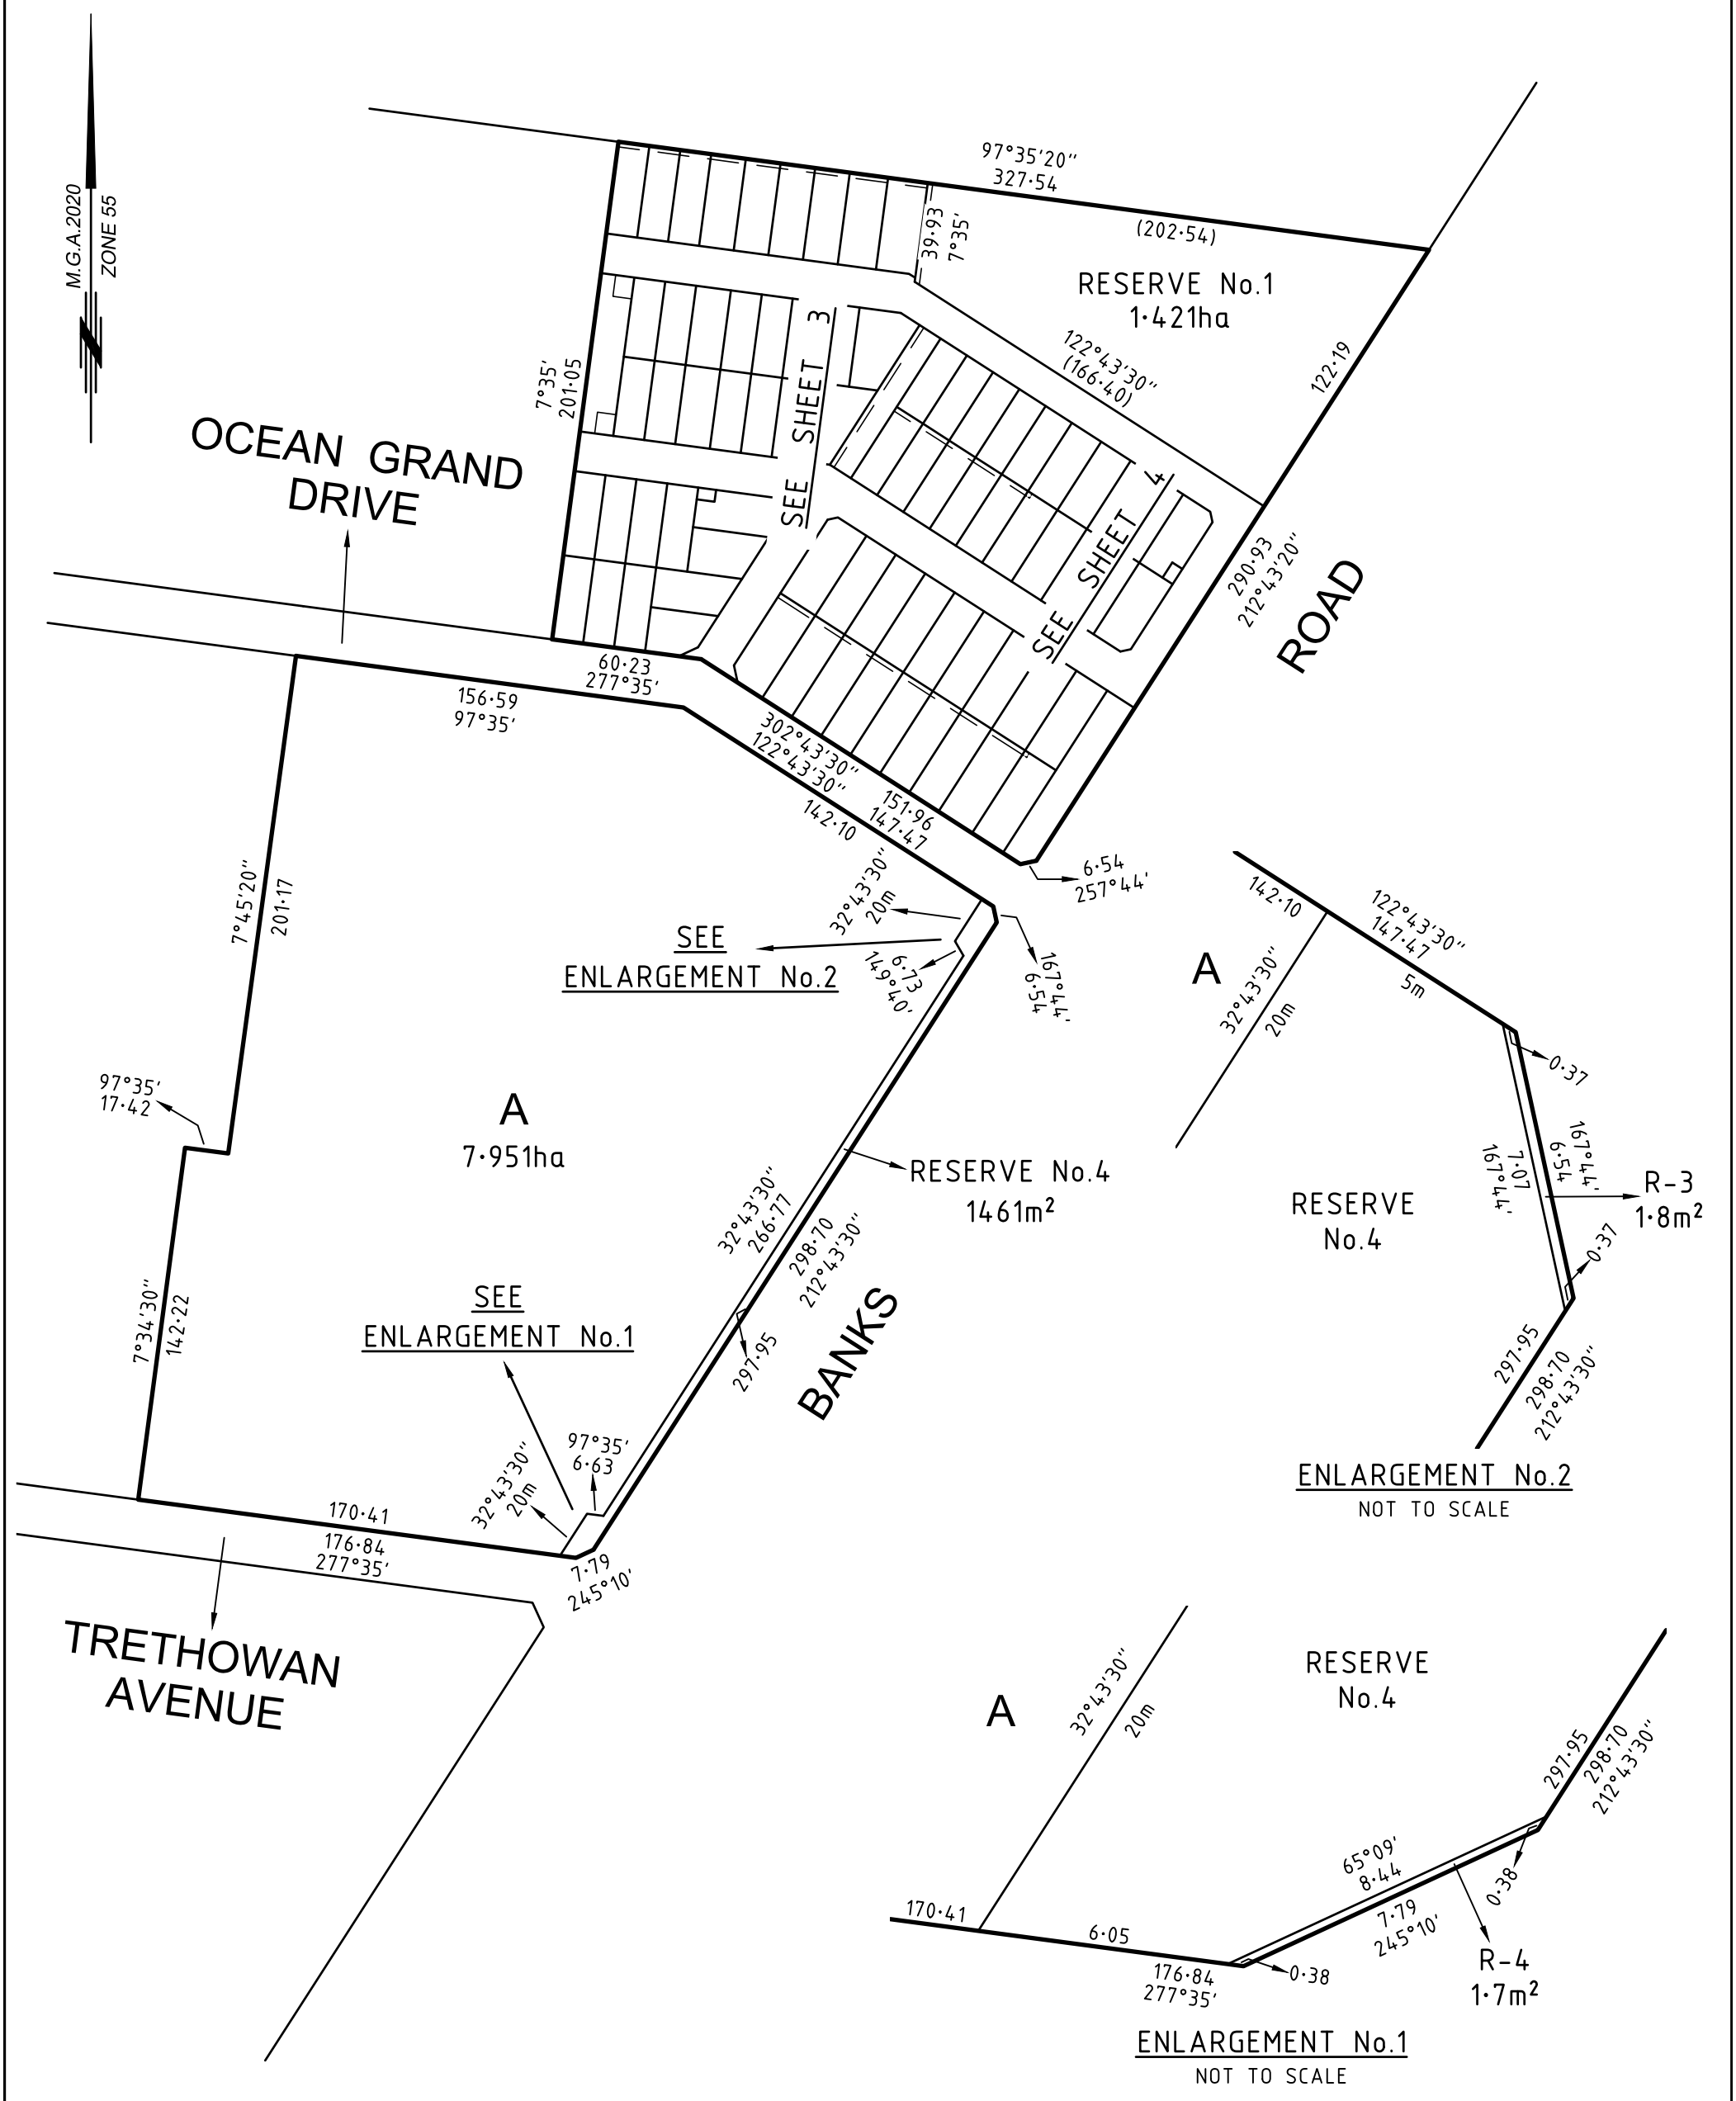 M.G.A.2020
ZONE 55
97°35'20"
327·54
(202·54)
39·93
7°35'
RESERVE No.1
1·421ha
122°43'30"
(166·40)
122·19
7°35'
201·05
SEE SHEET 3
SEE SHEET 4
OCEAN GRAND
DRIVE
290·93
212°43'20"
ROAD
60·23
277°35'
156·59
97°35'
302°43'30"
122°43'30"
151·96
147·47
142·10
6·54
257°44'
32°43'30"
20m
SEE
ENLARGEMENT No.2
6·73
149°40'
167°44'
6·54
7°45'20"
201·17
97°35'
17·42
A
7·951ha
RESERVE No.4
1461m²
32°43'30"
266·77
298·70
212°43'30"
297·95
BANKS
7°34'30"
142·22
SEE
ENLARGEMENT No.1
97°35'
6·63
32°43'30"
20m
170·41
176·84
277°35'
7·79
245°10'
TRETHOWAN
AVENUE
142·10
122°43'30"
147·47
5m
A
32°43'30"
20m
0·37
167°44'
6·54
7·07
167°44'
R-3
1·8m²
RESERVE
No.4
0·37
297·95
298·70
212°43'30"
ENLARGEMENT No.2
NOT TO SCALE
RESERVE
No.4
A
32°43'30"
20m
297·95
298·70
212°43'30"
65°09'
8·44
0·38
7·79
245°10'
170·41
6·05
176·84
277°35'
0·38
R-4
1·7m²
ENLARGEMENT No.1
NOT TO SCALE